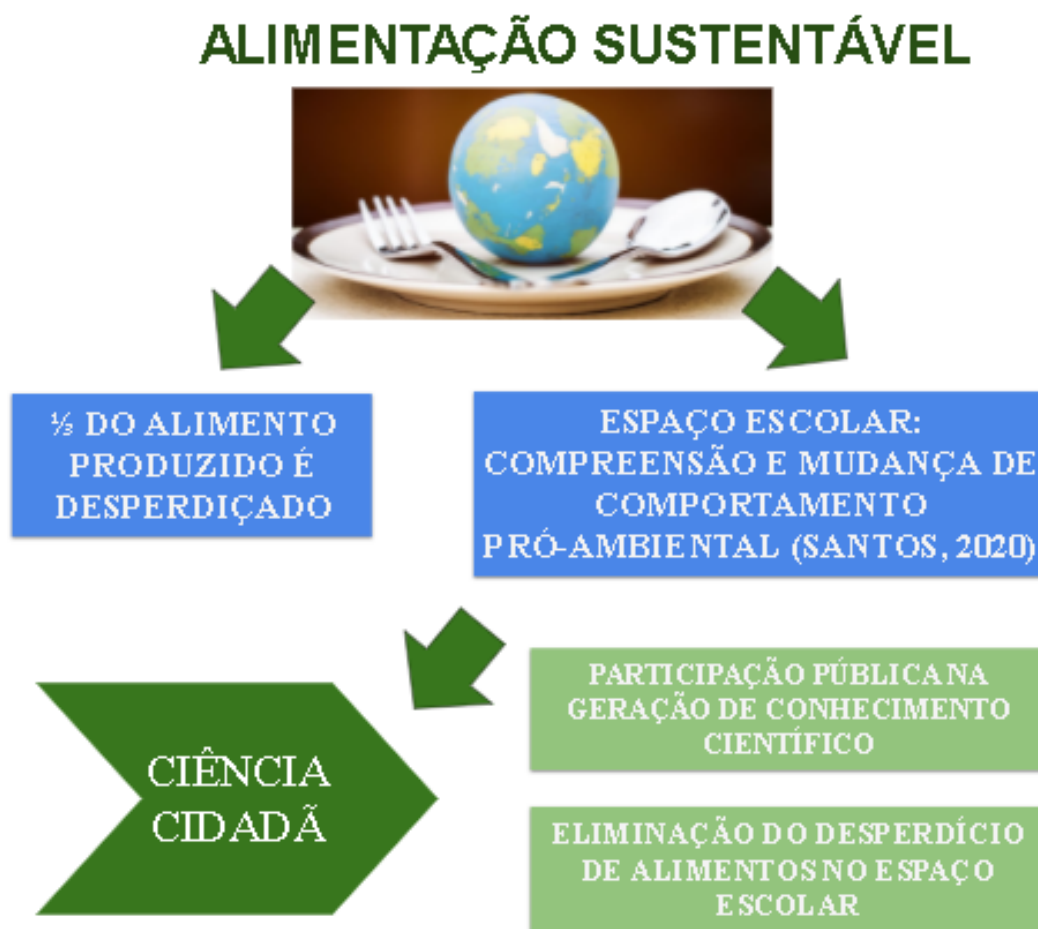 ALIMENTAÇÃO SUSTENTÁVEL
⅓ DO ALIMENTO
PRODUZIDO É
DESPERDIÇADO
ESPAÇO ESCOLAR:
COMPREENSÃO E MUDANÇA DE
COMPORTAMENTO
PRÓ-AMBIENTAL (SANTOS, 2020)
CIÊNCIA
CIDADÃ
PARTICIPAÇÃO PÚBLICA NA
GERAÇÃO DE CONHECIMENTO
CIENTÍFICO
ELIMINAÇÃO DO DESPERDÍCIO
DE ALIMENTOS NO ESPAÇO
ESCOLAR